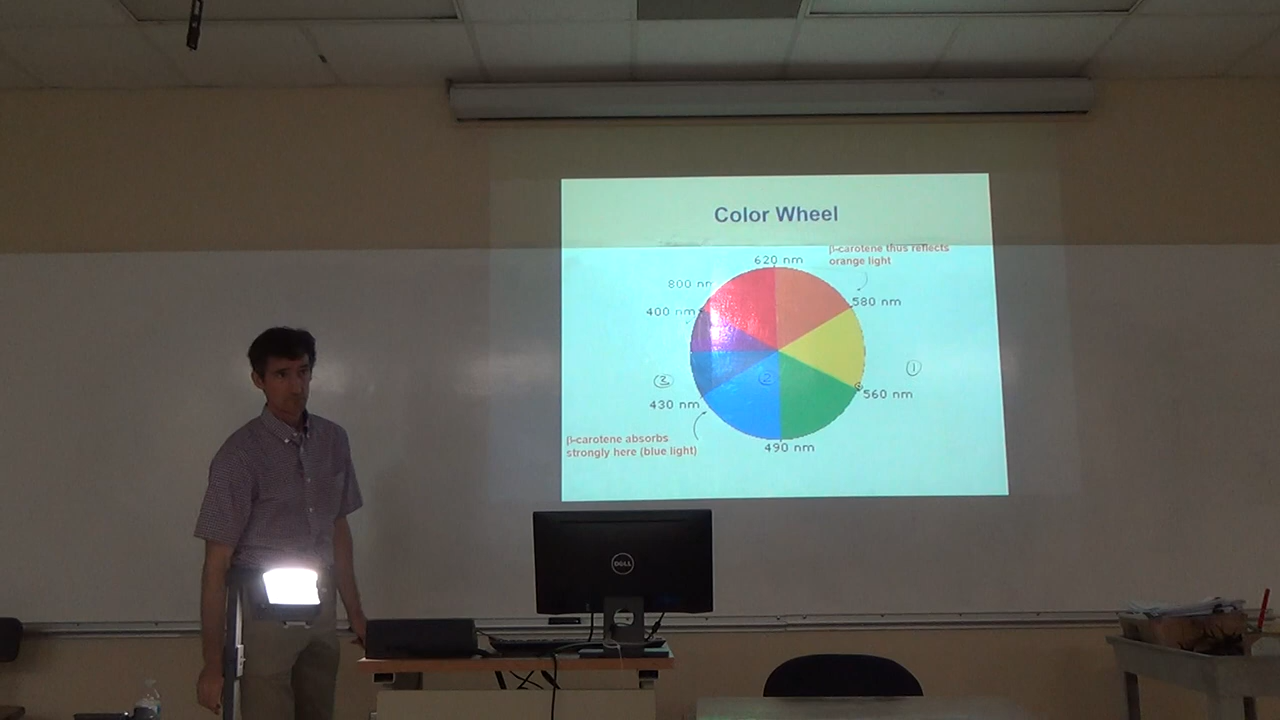 Color Wheel
β-carotene thus reflects
orange light
620 nm
800 nm
580 nm
400 nm
1
2
2
560 nm
430 nm
β-carotene absorbs
strongly here (blue light)
490 nm
DELL